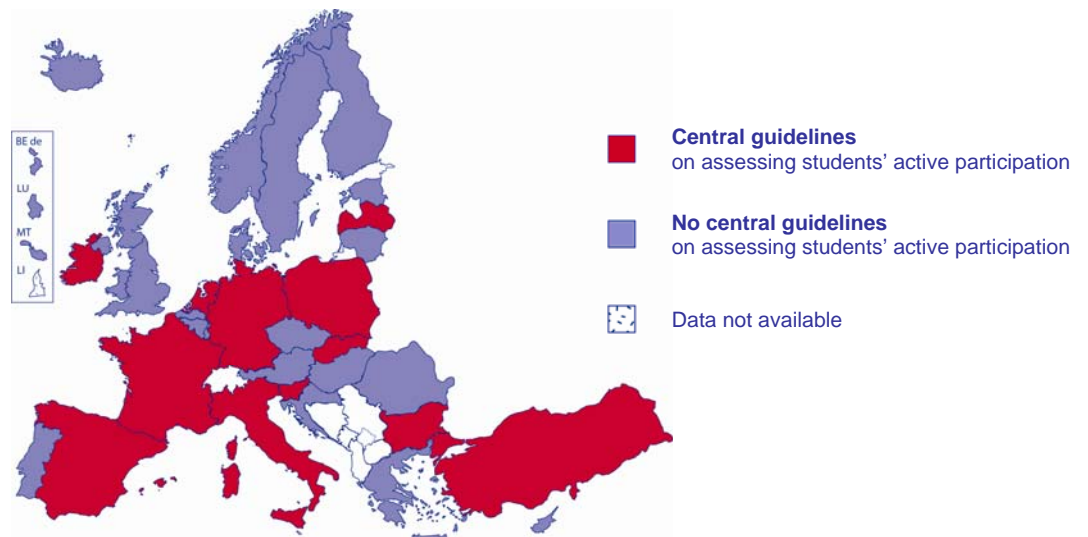 BE de
LU
MT
LI
Central guidelines
on assessing students’ active participation
No central guidelines
on assessing students’ active participation
Data not available